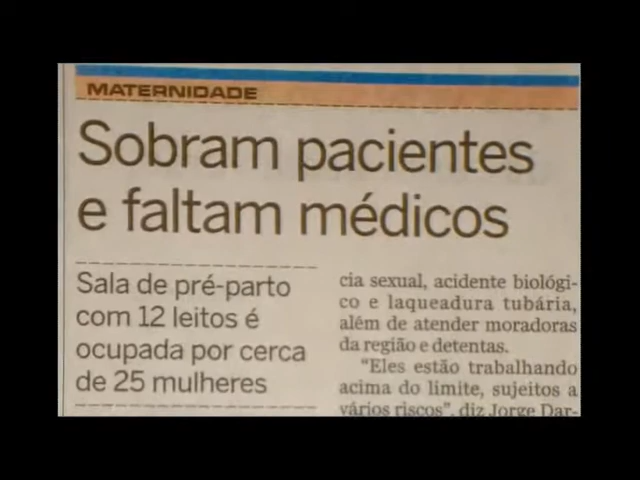 MATERNIDADE
Sobram pacientes
e faltam médicos
Sala de pré-parto
com 12 leitos é
ocupada por cerca
de 25 mulheres
cia sexual, acidente biológi-
co e laqueadura tubária,
além de atender moradoras
da região e detentas.
"Eles estão trabalhando
acima do limite, sujeitos a
vários riscos", diz Jorge Dar-